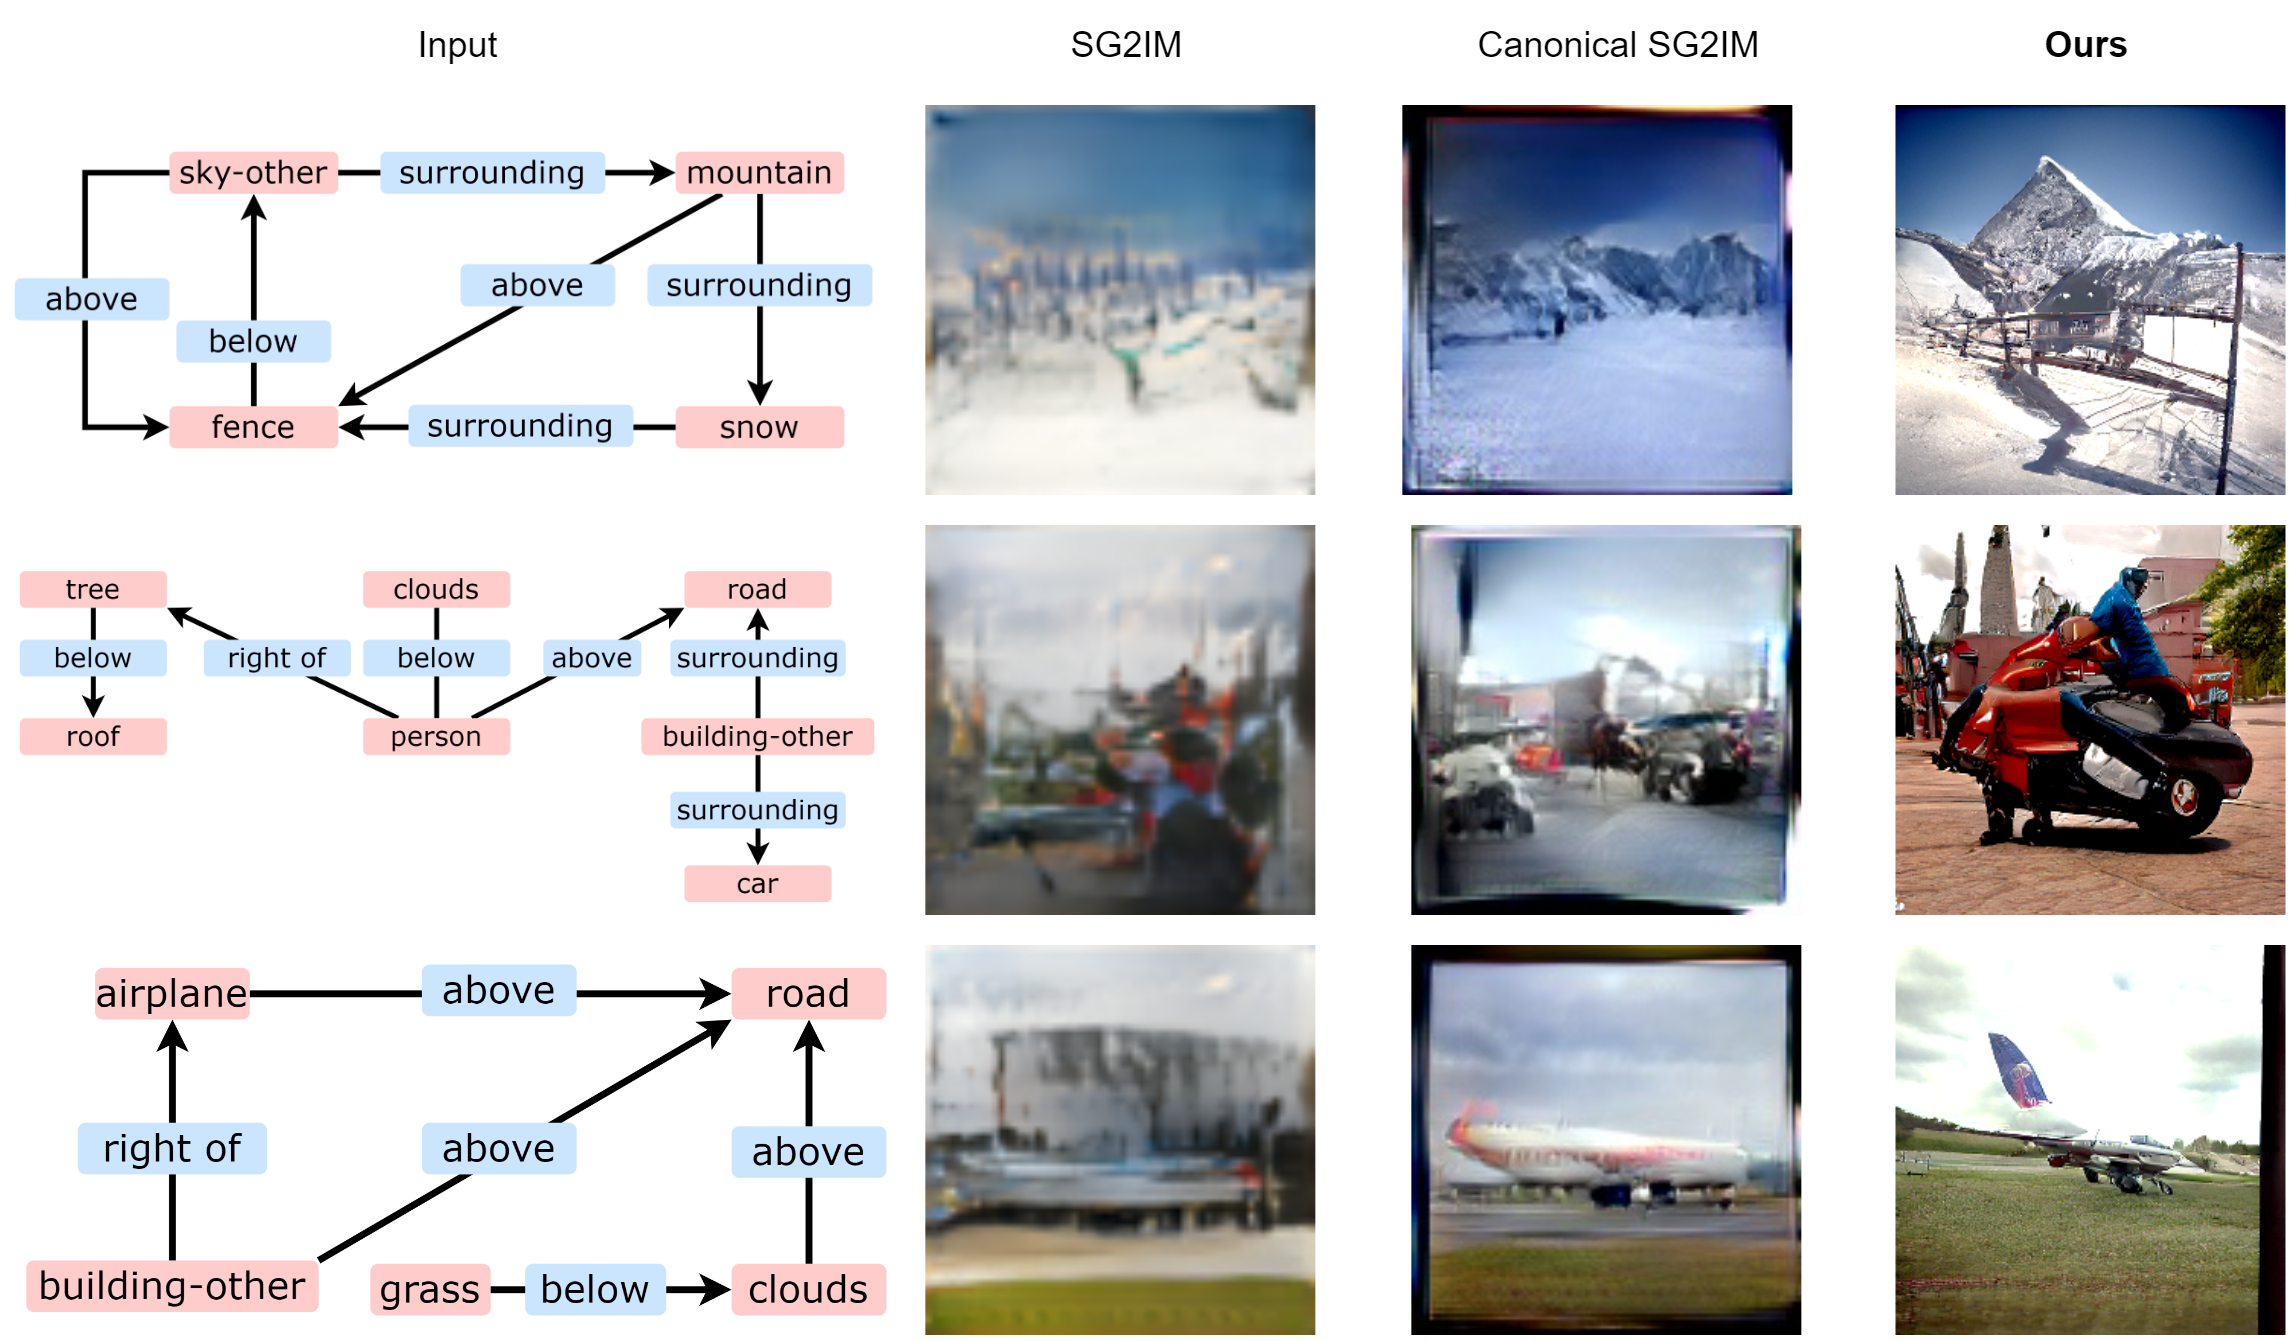 Input SG2IM Canonical SG2IM Ours
sky-other surrounding mountain
above below above surrounding
fence surrounding snow
tree clouds road
below right of below above surrounding
roof person building-other
surrounding
car
airplane above road
right of above above
building-other grass below clouds